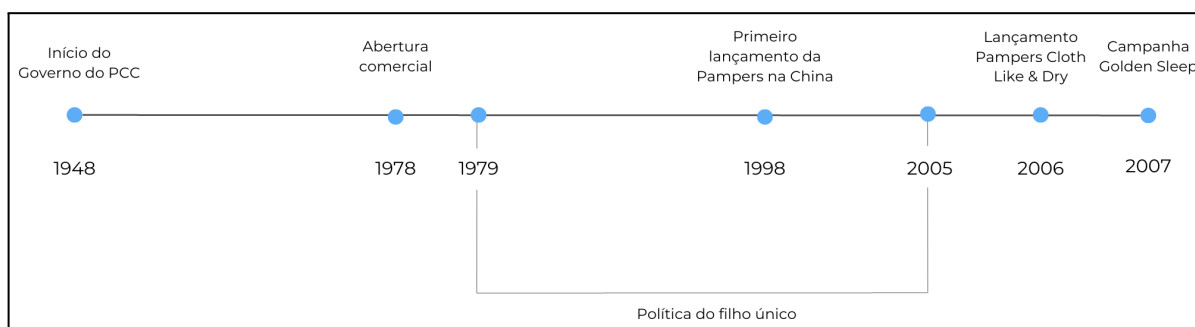 Início do
Governo do PCC
Abertura
comercial
Primeiro
lançamento da
Pampers na China
Lançamento
Pampers Cloth
Like & Dry
Campanha
Golden Sleep
1948
1978
1979
1998
2005
2006
2007
Política do filho único